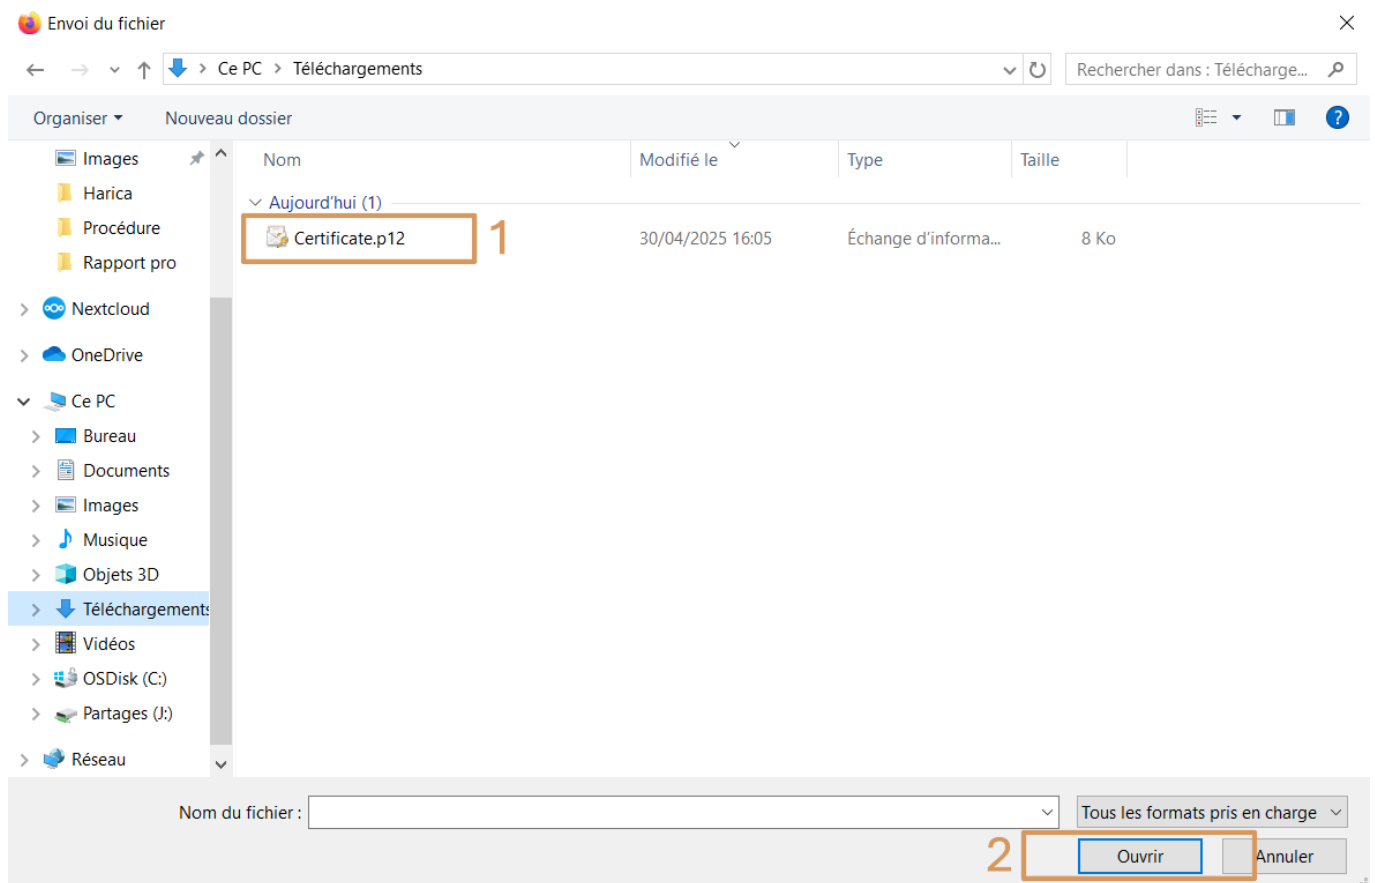 Envoi du fichier
Ce PC > Téléchargements
Rechercher dans : Télécharge...
Organiser
Nouveau dossier
?
Images
Harica
Procédure
Rapport pro
Nextcloud
OneDrive
Ce PC
Bureau
Documents
Images
Musique
Objets 3D
Téléchargements
Vidéos
OSDisk (C:)
Partages (J:)
Réseau
Nom
Modifié le
Type
Taille
Aujourd'hui (1)
Certificate.p12
1
30/04/2025 16:05
Échange d'informa...
8 Ko
Nom du fichier :
Tous les formats pris en charge
2
Ouvrir
Annuler